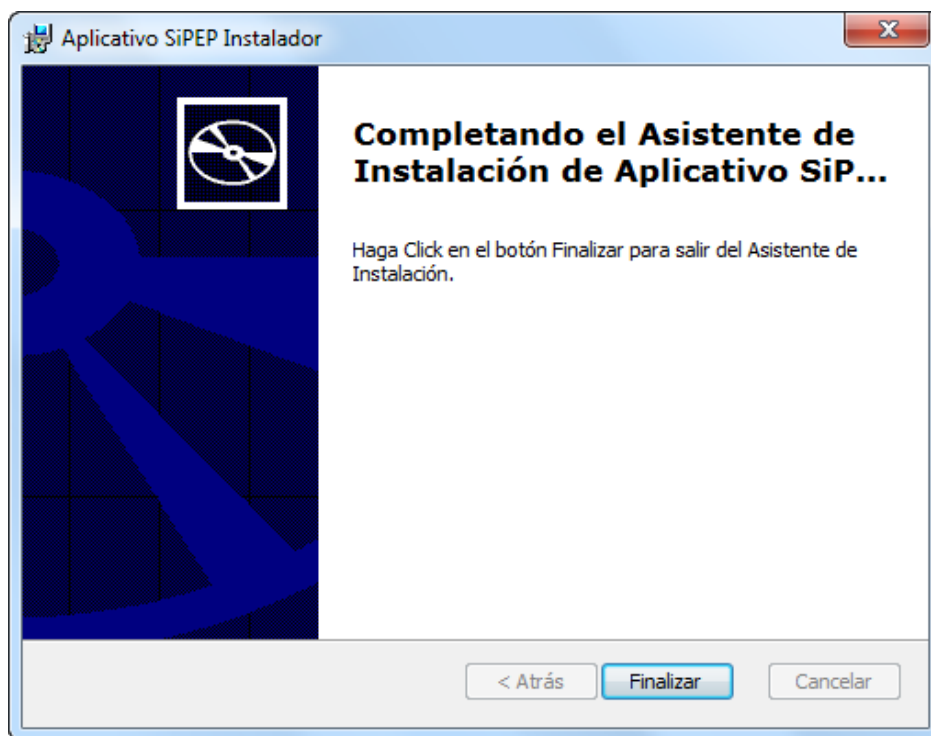 Aplicativo SiPEP Instalador
Completando el Asistente de
Instalación de Aplicativo SiP...
Haga Click en el botón Finalizar para salir del Asistente de
Instalación.
< Atrás
Finalizar
Cancelar